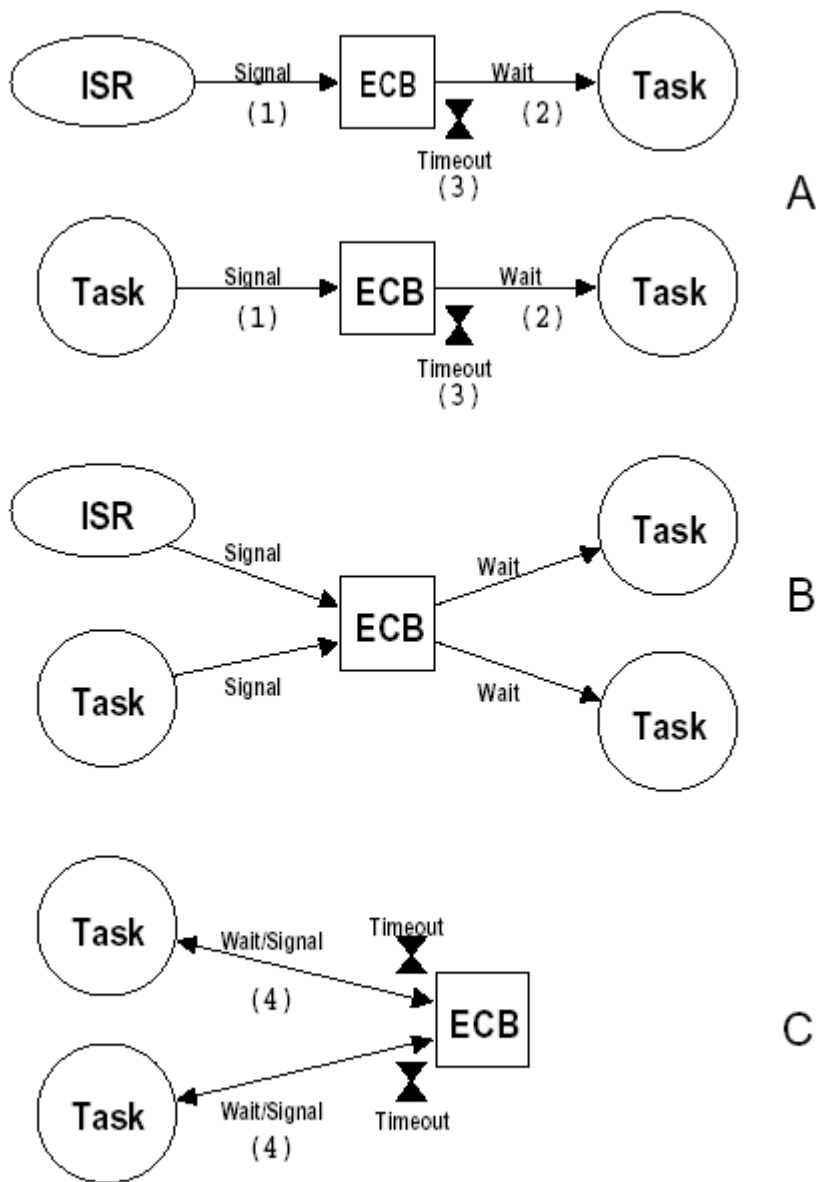 ISR
Signal
(1)
ECB
Wait
(2)
Task
Timeout
(3)
A
Task
Signal
(1)
ECB
Wait
(2)
Task
Timeout
(3)
ISR
Signal
Task
Signal
ECB
Wait
Task
Wait
Task
B
Task
Wait/Signal
(4)
Timeout
ECB
C
Task
Wait/Signal
(4)
Timeout